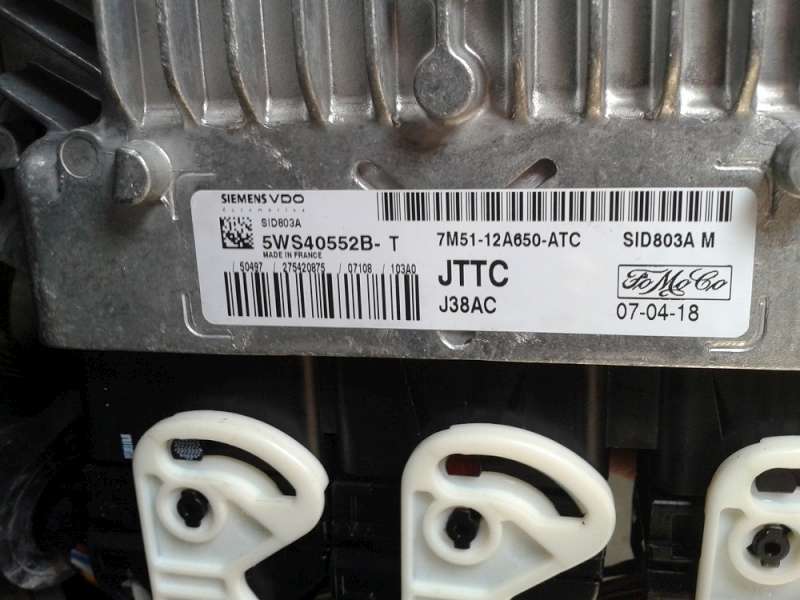 SIEMENS VDO
Automotive
SID803A
5WS40552B- T
MADE IN FRANCE
/ 50497 / 275420875 / 07108 / 103A0
7M51-12A650-ATC
SID803A M
JTTC
J38AC
FoMoCo
07-04-18